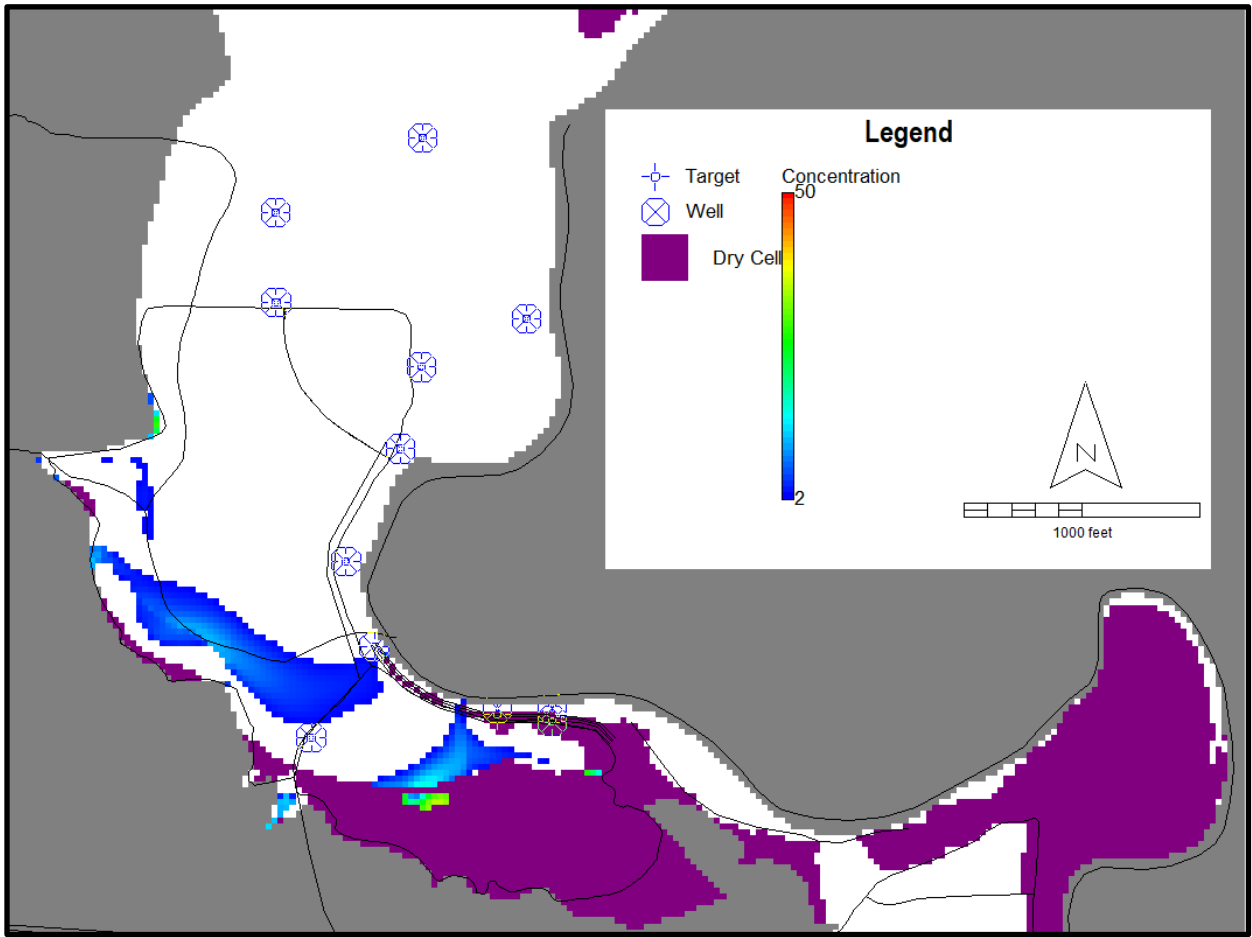 Legend
Target
Concentration
50
Well
Dry Cell
N
2
1000 feet